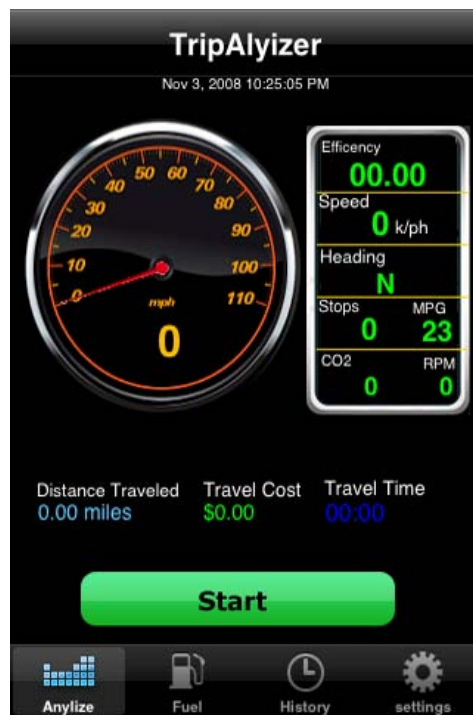 TripAlyizer
Nov 3, 2008 10:25:05 PM
0 10 20 30 40 50 60 70 80 90 100 110
mph
0
Efficency
00.00
Speed
0 k/ph
Heading
N
Stops MPG
0 23
CO2 RPM
0 0
Distance Traveled Travel Cost Travel Time
0.00 miles $0.00 00:00
Start
Anylize Fuel History settings